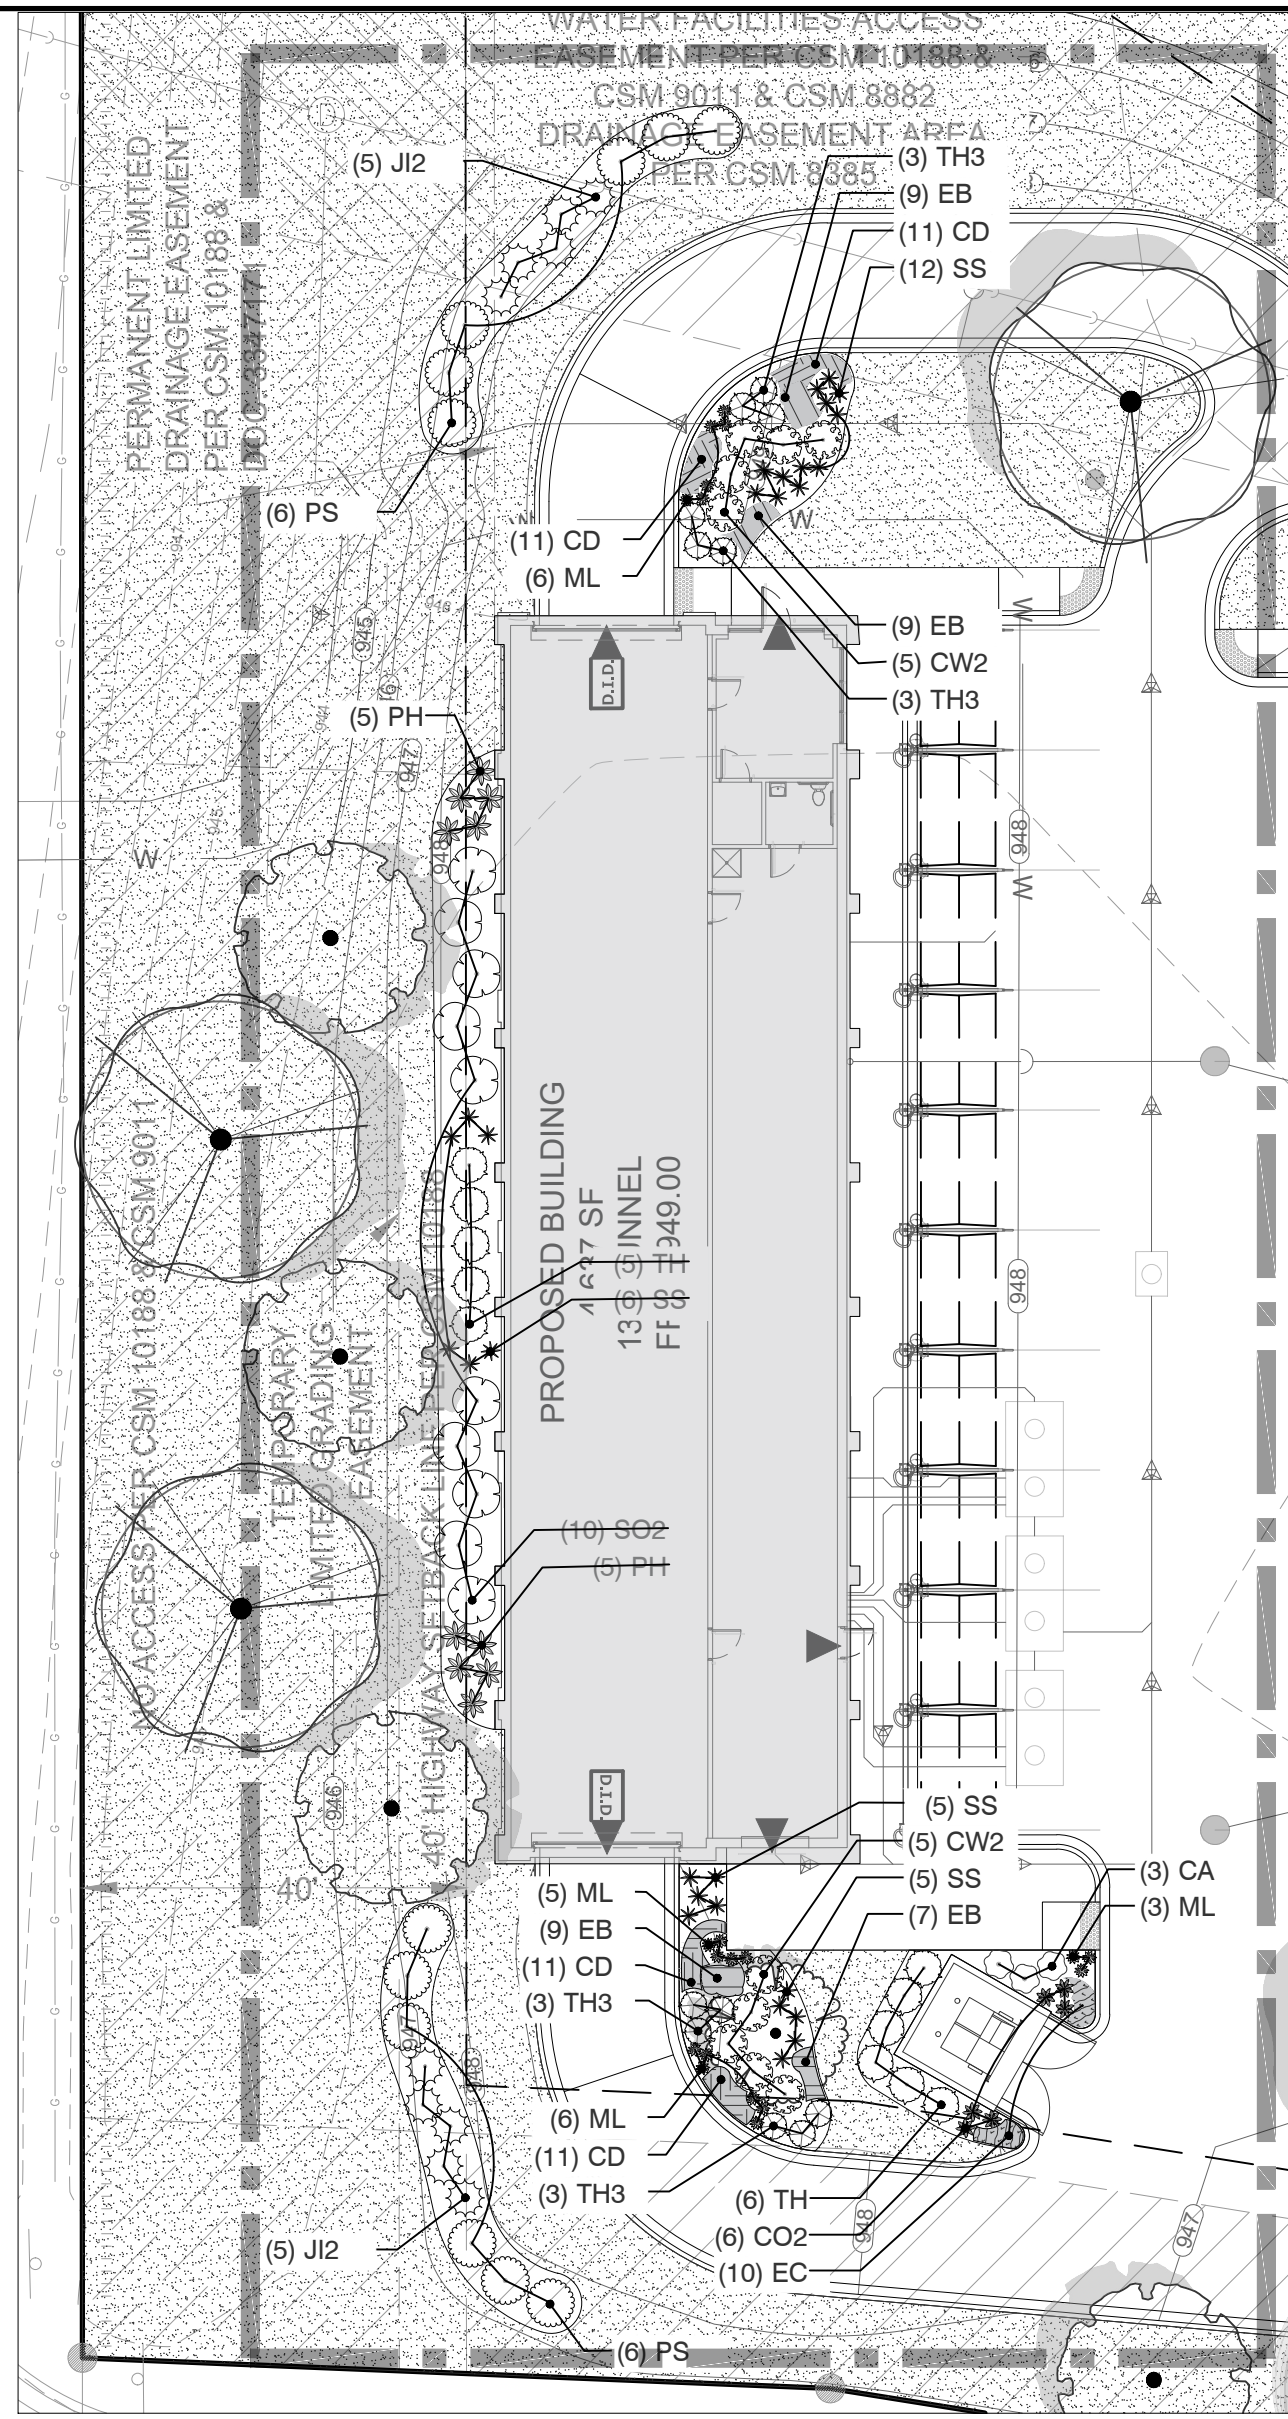 WATER FACILITIES ACCESS
EASEMENT PER CSM 10188 &
CSM 9011 & CSM 8882
DRAINAGE EASEMENT AREA
PER CSM 8385
PERMANENT LIMITED
DRAINAGE EASEMENT
PER CSM 10188 &
(5) JI2
(3) TH3
(9) EB
(11) CD
(12) SS
(6) PS
(11) CD
(6) ML
W
(9) EB
(5) CW2
(3) TH3
W
D.I.D.
945
946
(5) PH
947
948
945
W
948
W
NO ACCESS PER CSM 10188 & CSM 9011
TEMPORARY
LIMITED GRADING
EASEMENT
40' HIGHWAY SETBACK LINE PER CSM 10188
PROPOSED BUILDING
SF
949.00
(5) TH
(6) SS
948
(10) SO2
(5) PH
946
D.I.D.
40'
(5) SS
(5) CW2
(5) SS
(7) EB
(3) CA
(3) ML
(5) ML
(9) EB
(11) CD
(3) TH3
947
948
(6) ML
(11) CD
(3) TH3
(6) TH
(6) CO2
(10) EC
948
947
(5) JI2
(6) PS
G